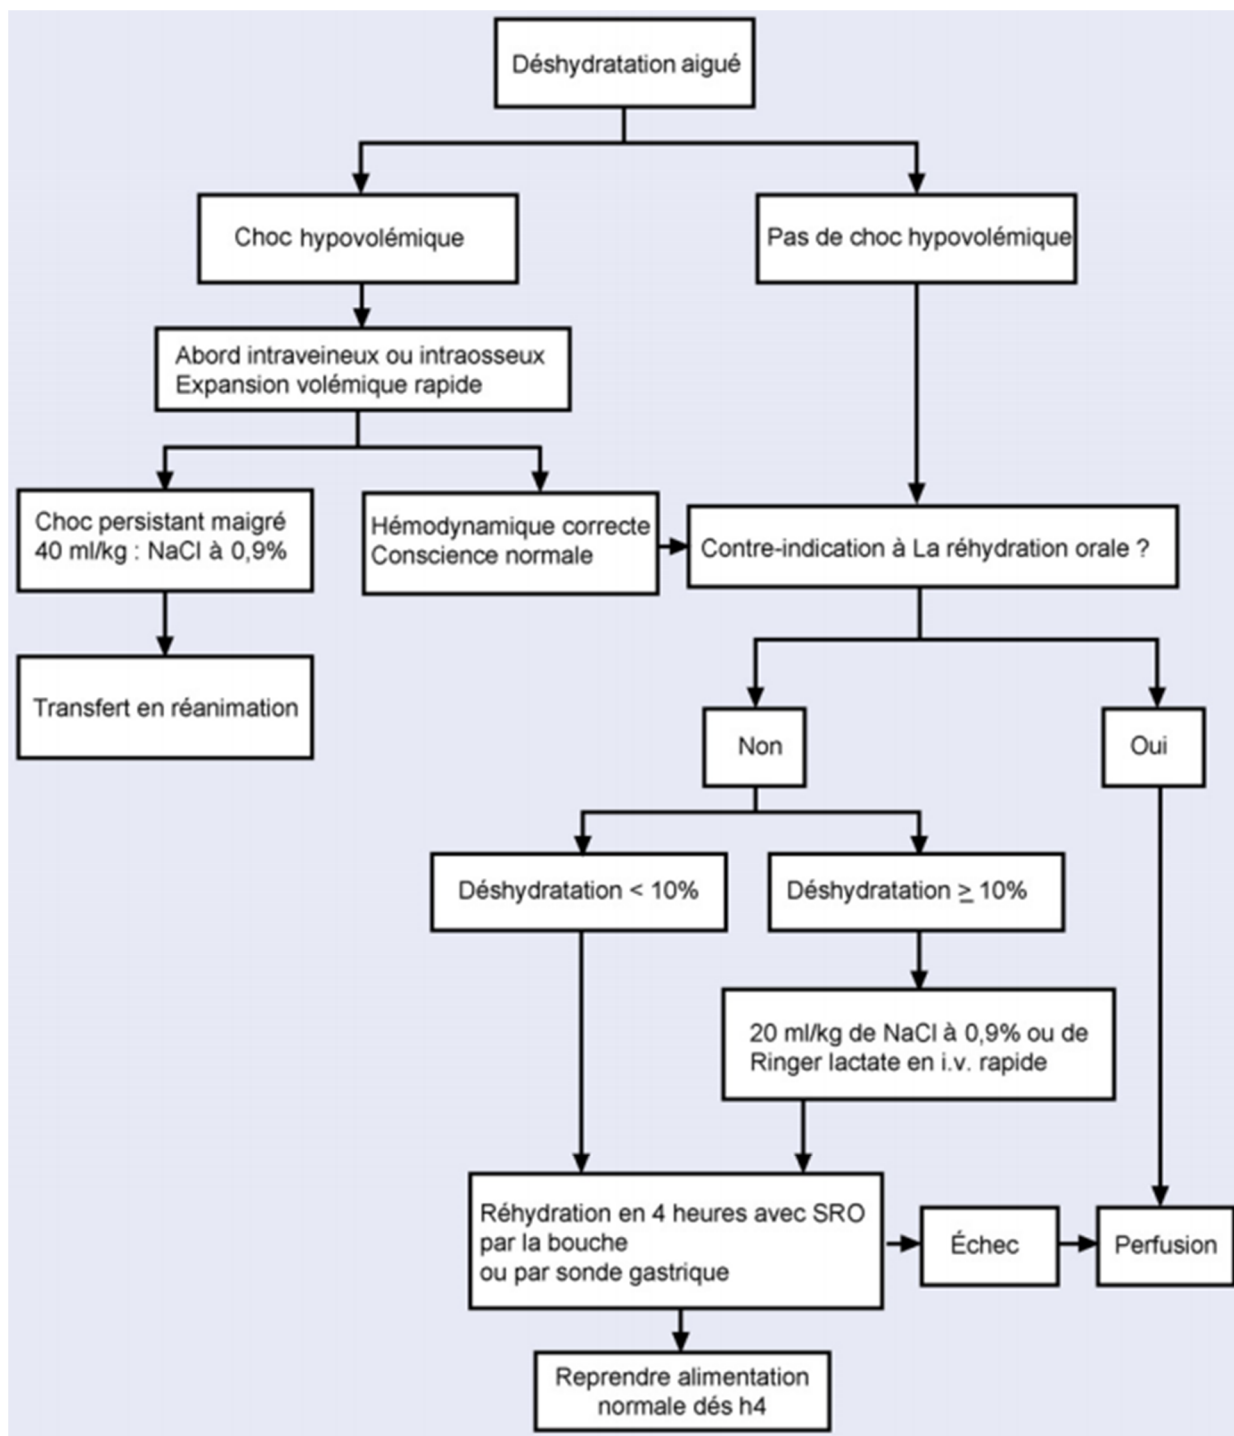 Déshydratation aigué
Choc hypovolémique
Pas de choc hypovolémique
Abord intraveineux ou intraosseux
Expansion volémique rapide
Choc persistant maigré
40 ml/kg : NaCl à 0,9%
Hémodynamique correcte
Conscience normale
Contre-indication à La réhydration orale ?
Transfert en réanimation
Non
Oui
Déshydratation < 10%
Déshydratation ≥ 10%
20 ml/kg de NaCl à 0,9% ou de
Ringer lactate en i.v. rapide
Réhydration en 4 heures avec SRO
par la bouche
ou par sonde gastrique
Échec
Perfusion
Reprendre alimentation
normale dés h4